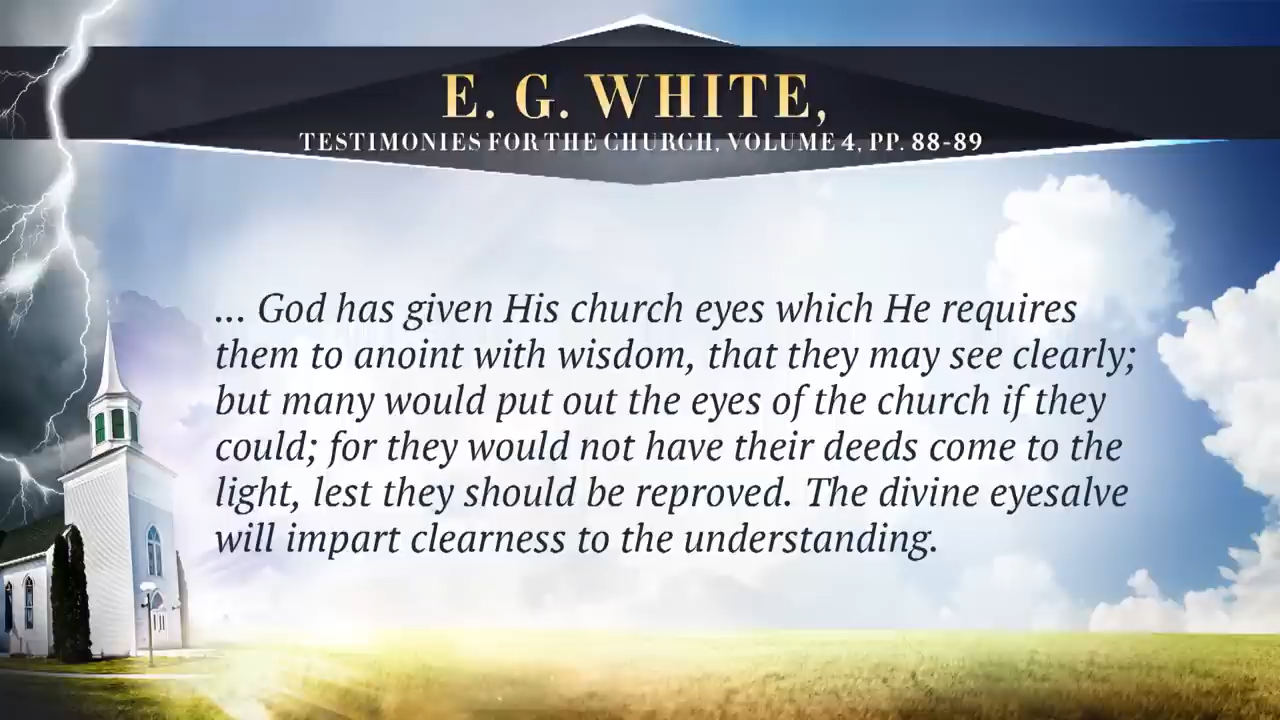 E. G. WHITE,
TESTIMONIES FOR THE CHURCH, VOLUME 4, PP. 88-89
... God has given His church eyes which He requires
them to anoint with wisdom, that they may see clearly;
but many would put out the eyes of the church if they
could; for they would not have their deeds come to the
light, lest they should be reproved. The divine eyesalve
will impart clearness to the understanding.